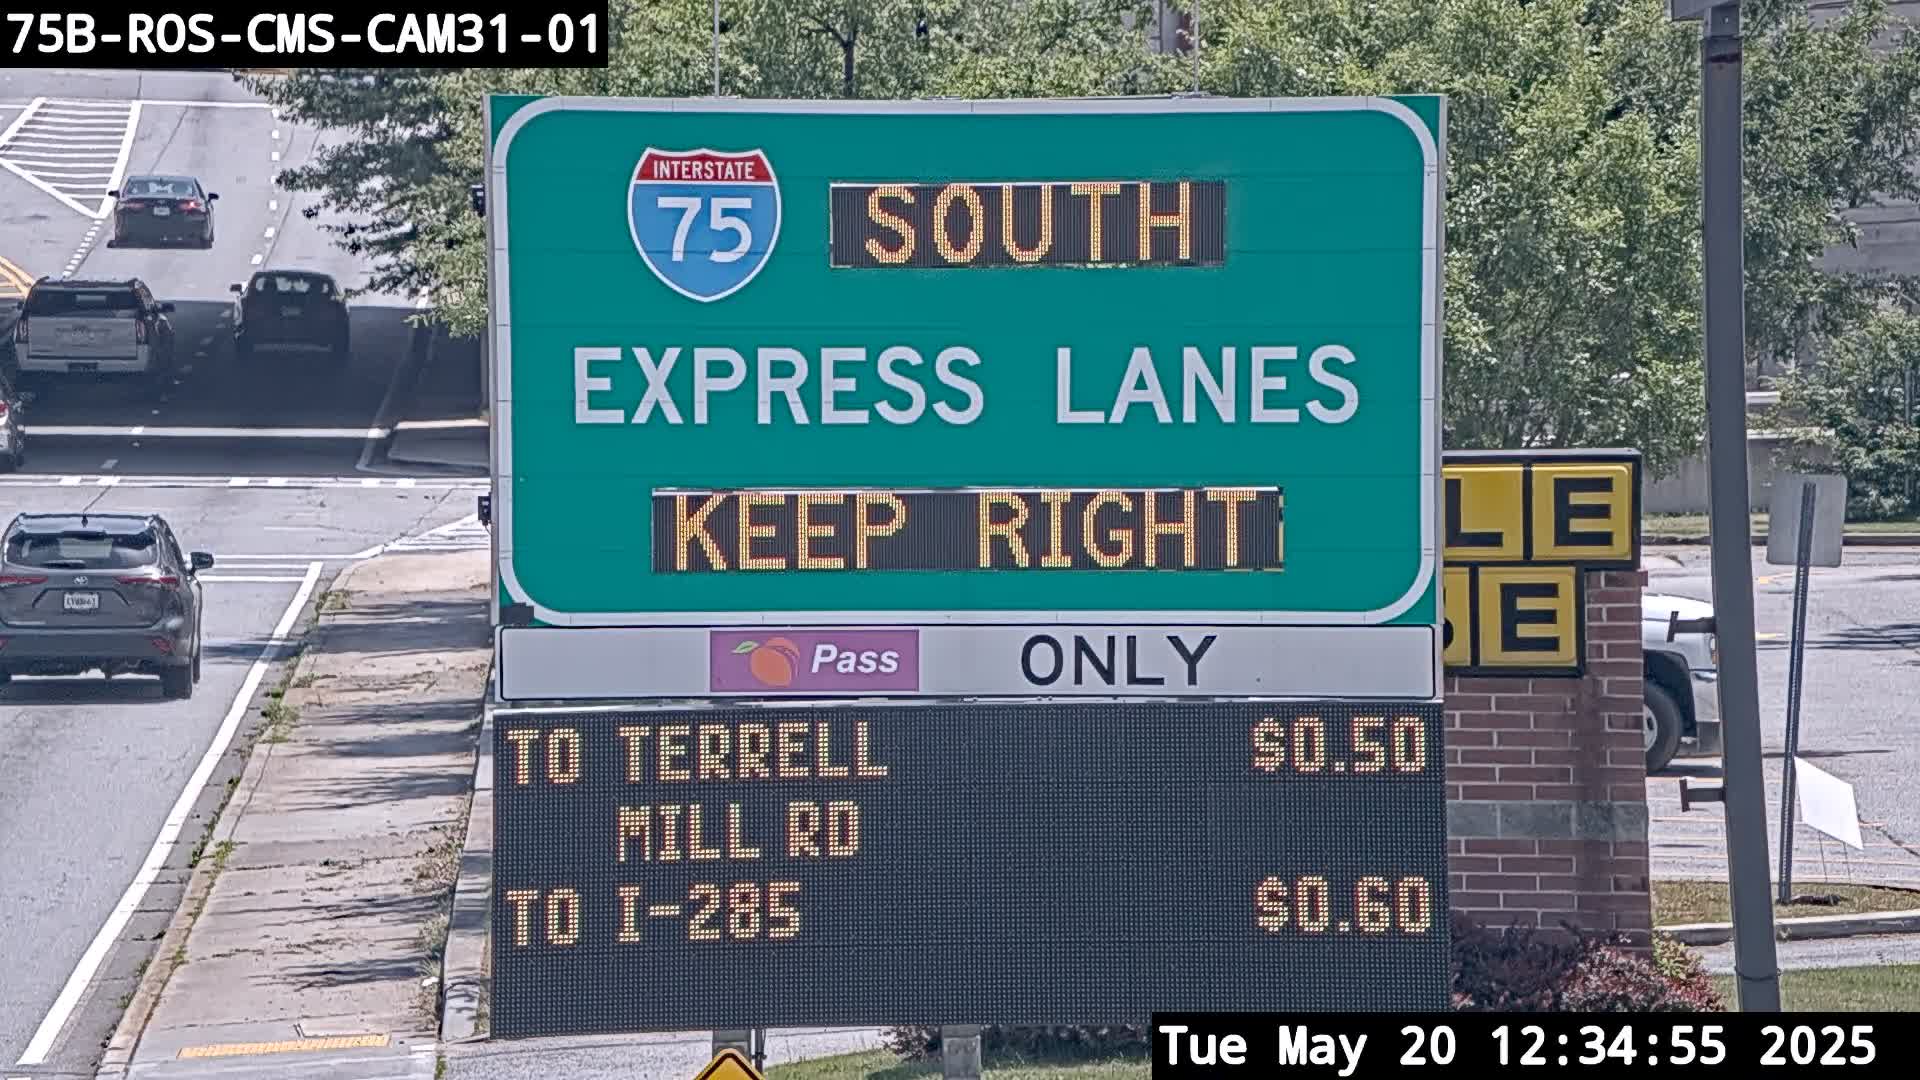 75B-ROS-CMS-CAM31-01
INTERSTATE
75
SOUTH
EXPRESS LANES
KEEP RIGHT
Pass ONLY
TO TERRELL $0.50
MILL RD
TO I-285 $0.60
LE
E
Tue May 20 12:34:55 2025